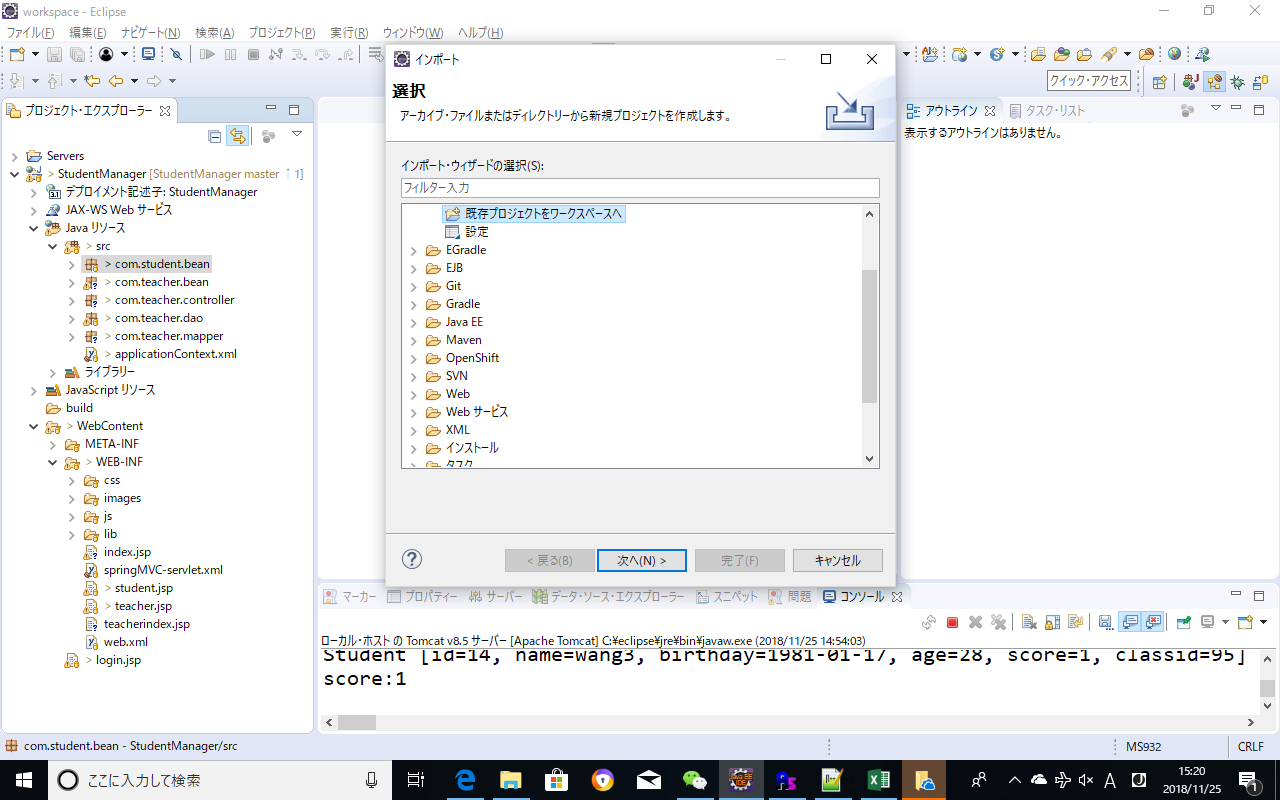 workspace - Eclipse
ファイル(F) 編集(E) ナビゲート(N) 検索(A) プロジェクト(P) 実行(R) ウィンドウ(W) ヘルプ(H)
クイック・アクセス
プロジェクト・エクスプローラー
Servers
> StudentManager [StudentManager master ↑ 1]
デプロイメント記述子: StudentManager
JAX-WS Web サービス
Java リソース
> src
> com.student.bean
> com.teacher.bean
> com.teacher.controller
> com.teacher.dao
> com.teacher.mapper
> applicationContext.xml
ライブラリー
JavaScript リソース
build
> WebContent
META-INF
> WEB-INF
css
images
js
lib
index.jsp
springMVC-servlet.xml
> student.jsp
> teacher.jsp
teacherindex.jsp
web.xml
> login.jsp
インポート
選択
アーカイブ・ファイルまたはディレクトリーから新規プロジェクトを作成します。
インポート・ウィザードの選択(S):
フィルター入力
既存プロジェクトをワークスペースへ
設定
EGradle
EJB
Git
Gradle
Java EE
Maven
OpenShift
SVN
Web
Web サービス
XML
インストール
タスク
< 戻る(B) 次へ(N) > 完了(F) キャンセル
アウトライン タスク・リスト
表示するアウトラインはありません。
マーカー プロパティー サーバー データ・ソース・エクスプローラー スニペット 問題 コンソール
ローカル・ホスト の Tomcat v8.5 サーバー [Apache Tomcat] C:¥eclipse¥jre¥bin¥javaw.exe (2018/11/25 14:54:03)
Student [id=14, name=wang3, birthday=1981-01-17, age=28, score=1, classid=95]
score:1
com.student.bean - StudentManager/src
MS932 CRLF
ここに入力して検索
A
15:20
2018/11/25
1